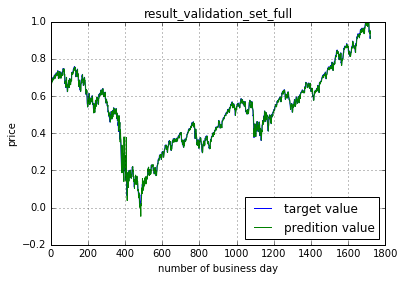 result_validation_set_full
1.0
0.8
0.6
0.4
0.2
0.0
−0.2
price
0 200 400 600 800 1000 1200 1400 1600 1800
number of business day
target value
predition value